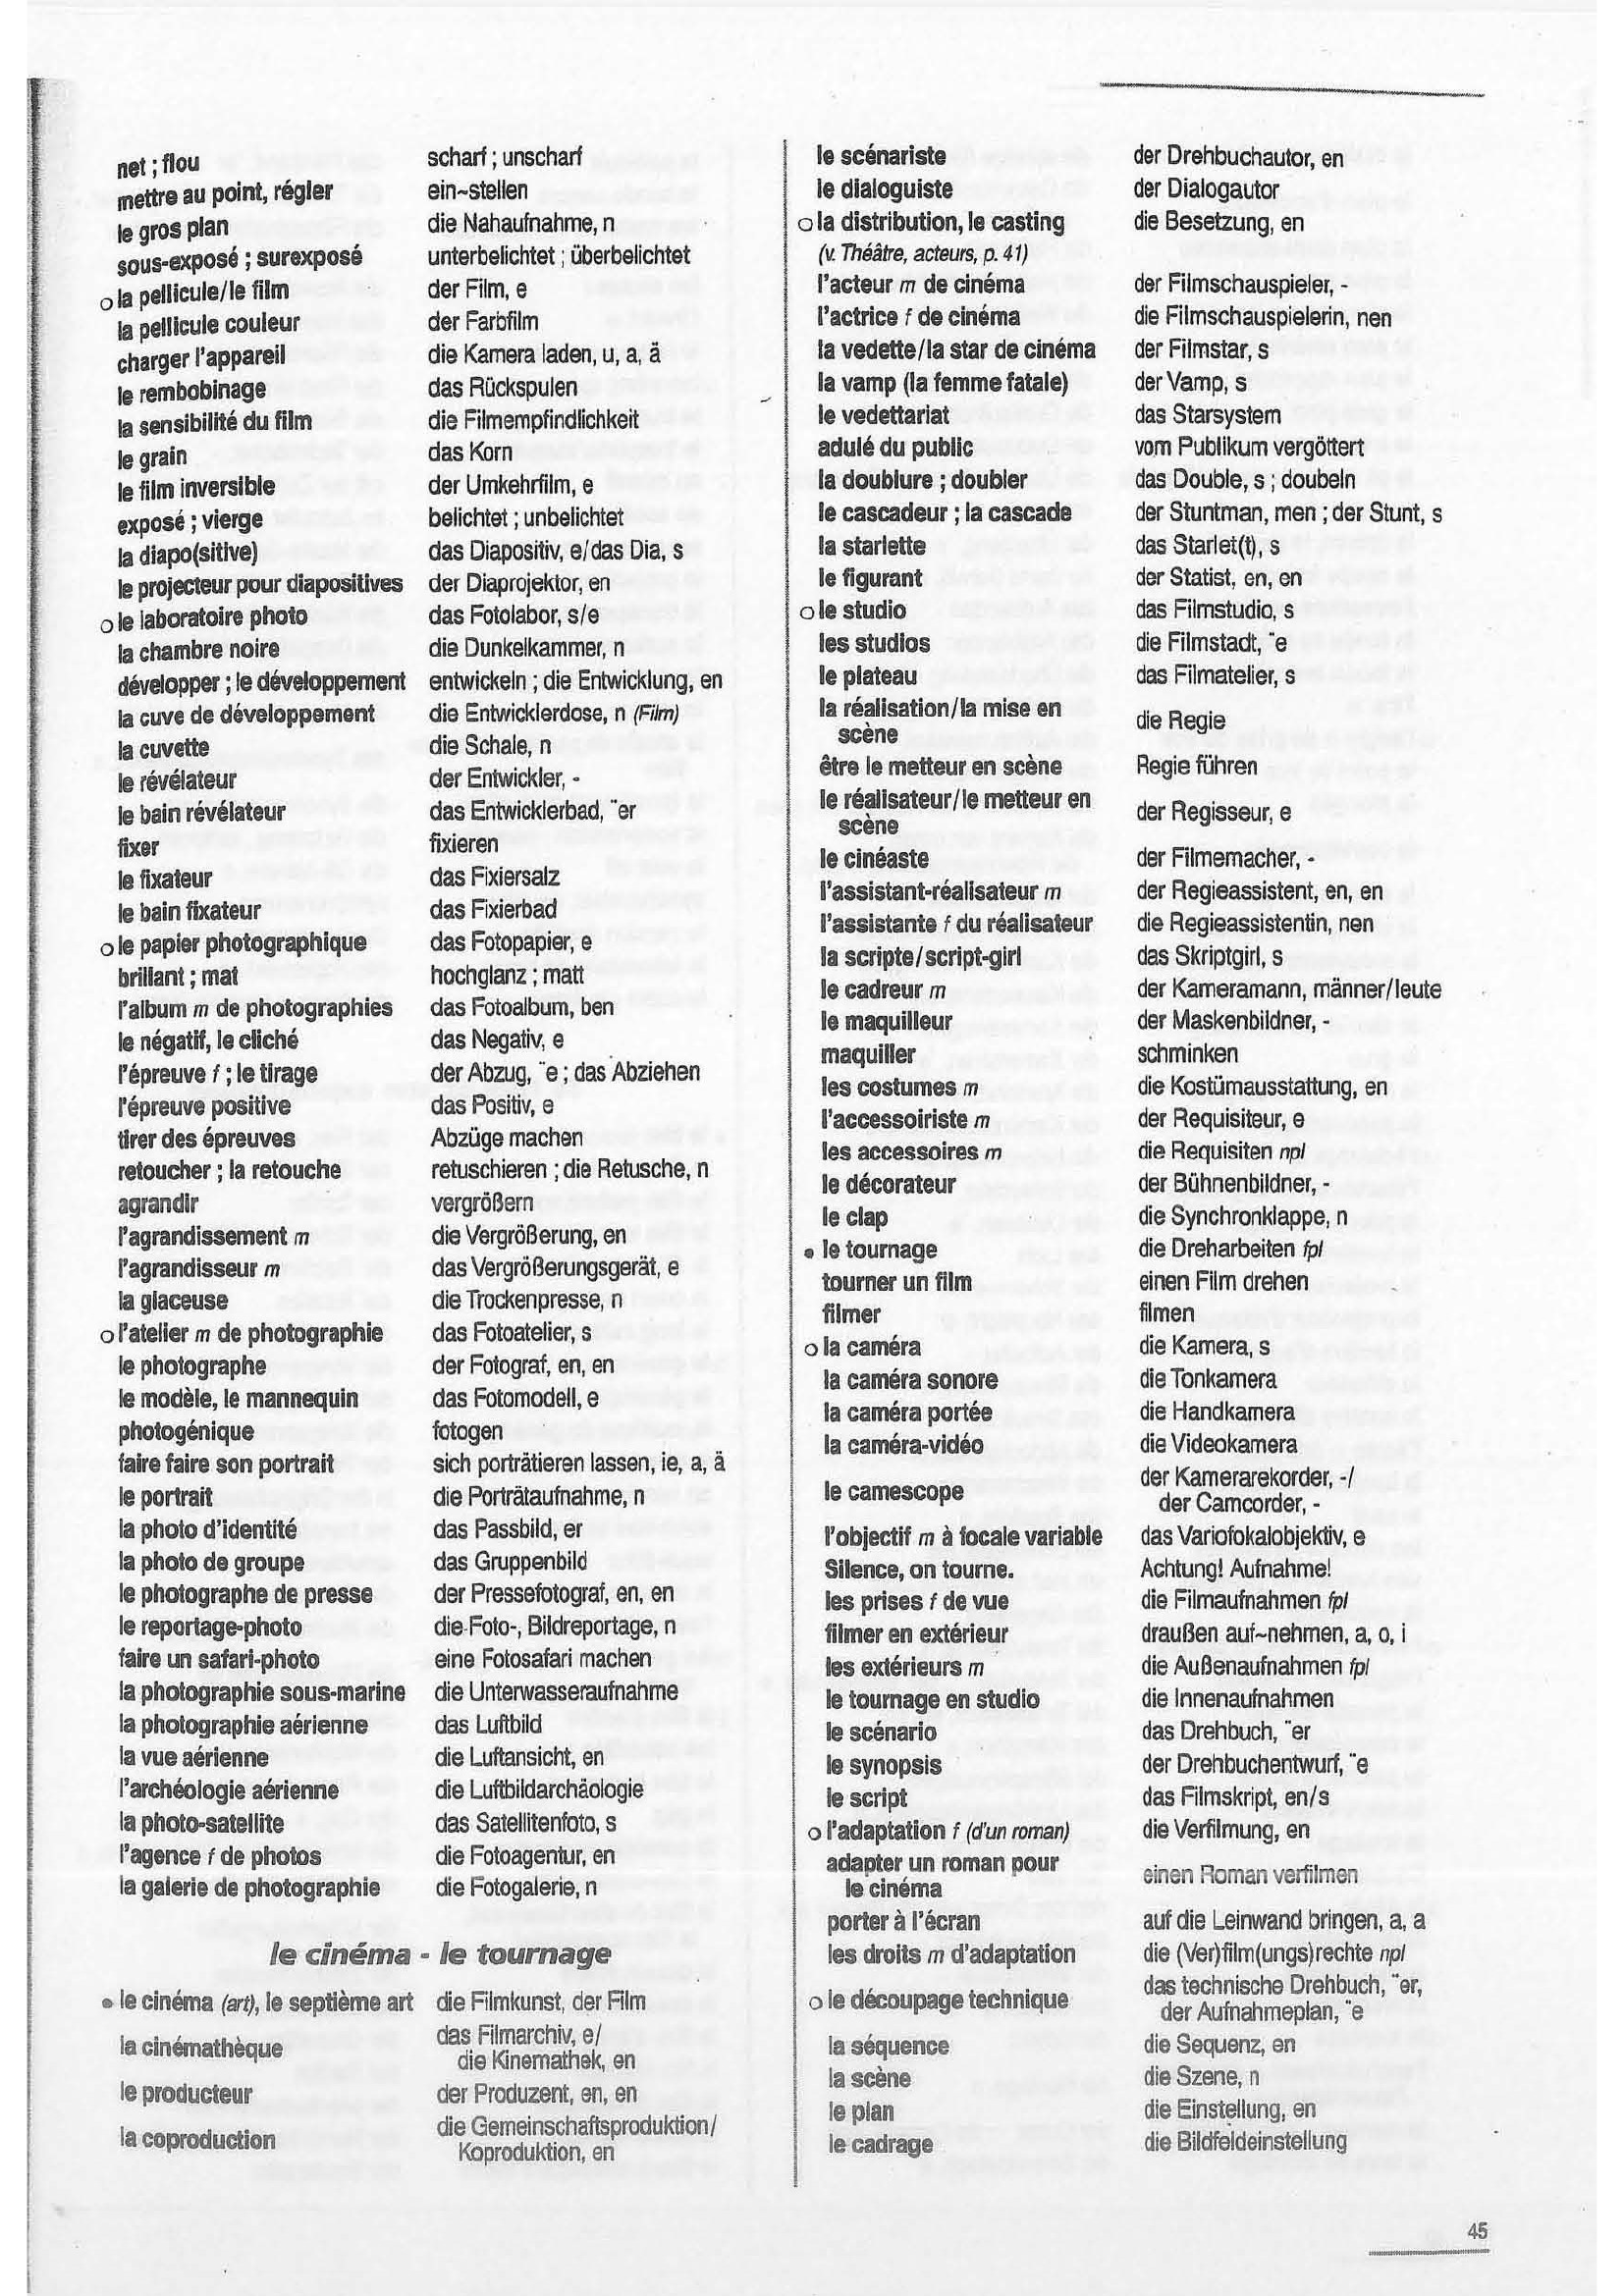 net ; flou scharf ; unscharf
mettre au point, régler ein~stellen
le gros plan die Nahaufnahme, n
sous-exposé ; surexposé unterbelichtet ; überbelichtet
o la pellicule/le film der Film, e
la pellicule couleur der Farbfilm
charger l'appareil die Kamera laden, u, a, ä
le rembobinage das Rückspulen
la sensibilité du film die Filmempfindlichkeit
le grain das Korn
le film inversible der Umkehrfilm, e
exposé ; vierge belichtet ; unbelichtet
la diapo(sitive) das Diapositiv, e/das Dia, s
le projecteur pour diapositives der Diaprojektor, en
o le laboratoire photo das Fotolabor, s/e
la chambre noire die Dunkelkammer, n
développer ; le développement entwickeln ; die Entwicklung, en
la cuve de développement die Entwicklerdose, n (Film)
la cuvette die Schale, n
le révélateur der Entwickler, -
le bain révélateur das Entwicklerbad, ¨er
fixer fixieren
le fixateur das Fixiersalz
le bain fixateur das Fixierbad
o le papier photographique das Fotopapier, e
brillant ; mat hochglanz ; matt
l'album m de photographies das Fotoalbum, ben
le négatif, le cliché das Negativ, e
l'épreuve f ; le tirage der Abzug, ¨e ; das Abziehen
l'épreuve positive das Positiv, e
tirer des épreuves Abzüge machen
retoucher ; la retouche retuschieren ; die Retusche, n
agrandir vergrößern
l'agrandissement m die Vergrößerung, en
l'agrandisseur m das Vergrößerungsgerät, e
la glaceuse die Trockenpresse, n
o l'atelier m de photographie das Fotoatelier, s
le photographe der Fotograf, en, en
le modèle, le mannequin das Fotomodell, e
photogénique fotogen
faire faire son portrait sich porträtieren lassen, ie, a, ä
le portrait die Porträtaufnahme, n
la photo d'identité das Passbild, er
la photo de groupe das Gruppenbild
le photographe de presse der Pressefotograf, en, en
le reportage-photo die Foto-, Bildreportage, n
faire un safari-photo eine Fotosafari machen
la photographie sous-marine die Unterwasseraufnahme
la photographie aérienne das Luftbild
la vue aérienne die Luftansicht, en
l'archéologie aérienne die Luftbildarchäologie
la photo-satellite das Satellitenfoto, s
l'agence f de photos die Fotoagentur, en
la galerie de photographie die Fotogalerie, n
le cinéma - le tournage
• le cinéma (art), le septième art die Filmkunst, der Film
la cinémathèque das Filmarchiv, e/
die Kinemathek, en
le producteur der Produzent, en, en
la coproduction die Gemeinschaftsproduktion/
Koproduktion, en
le scénariste der Drehbuchautor, en
le dialoguiste der Dialogautor
o la distribution, le casting die Besetzung, en
(v. Théâtre, acteurs, p. 41)
l'acteur m de cinéma der Filmschauspieler, -
l'actrice f de cinéma die Filmschauspielerin, nen
la vedette/la star de cinéma der Filmstar, s
la vamp (la femme fatale) der Vamp, s
le vedettariat das Starsystem
adulé du public vom Publikum vergöttert
la doublure ; doubler das Double, s ; doubeln
le cascadeur ; la cascade der Stuntman, men ; der Stunt, s
la starlette das Starlet(t), s
le figurant der Statist, en, en
o le studio das Filmstudio, s
les studios die Filmstadt, ¨e
le plateau das Filmatelier, s
la réalisation/la mise en
scène die Regie
être le metteur en scène Regie führen
le réalisateur/le metteur en
scène der Regisseur, e
le cinéaste der Filmemacher, -
l'assistant-réalisateur m der Regieassistent, en, en
l'assistante f du réalisateur die Regieassistentin, nen
la scripte/script-girl das Skriptgirl, s
le cadreur m der Kameramann, männer/leute
le maquilleur der Maskenbildner, -
maquiller schminken
les costumes m die Kostümausstattung, en
l'accessoiriste m der Requisiteur, e
les accessoires m die Requisiten npl
le décorateur der Bühnenbildner, -
le clap die Synchronklappe, n
• le tournage die Dreharbeiten fpl
tourner un film einen Film drehen
filmer filmen
o la caméra die Kamera, s
la caméra sonore die Tonkamera
la caméra portée die Handkamera
la caméra-vidéo die Videokamera
le camescope der Kamerarekorder, -/
der Camcorder, -
l'objectif m à focale variable das Variofokalobjektiv, e
Silence, on tourne. Achtung! Aufnahme!
les prises f de vue die Filmaufnahmen fpl
filmer en extérieur draußen auf~nehmen, a, o, i
les extérieurs m die Außenaufnahmen fpl
le tournage en studio die Innenaufnahmen
le scénario das Drehbuch, ¨er
le synopsis der Drehbuchentwurf, ¨e
le script das Filmskript, en/s
o l'adaptation f (d'un roman) die Verfilmung, en
adapter un roman pour
le cinéma einen Roman verfilmen
porter à l'écran auf die Leinwand bringen, a, a
les droits m d'adaptation die (Ver)film(ungs)rechte npl
o le découpage technique das technische Drehbuch, ¨er,
der Aufnahmeplan, ¨e
la séquence die Sequenz, en
la scène die Szene, n
le plan die Einstellung, en
le cadrage die Bildfeldeinstellung
45